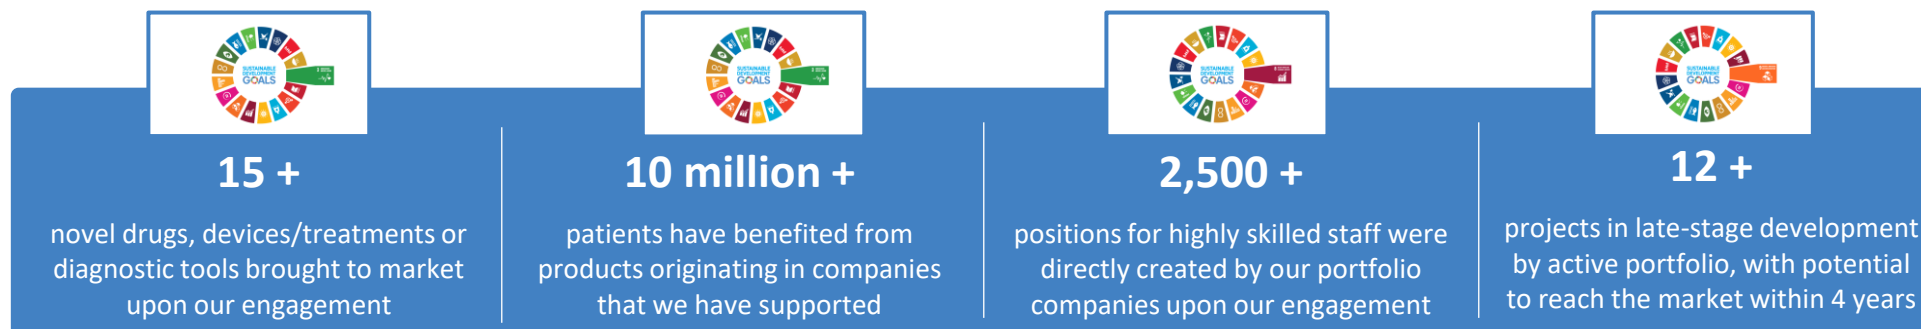 SUSTAINABLE
DEVELOPMENT
GOALS
15 +
novel drugs, devices/treatments or
diagnostic tools brought to market
upon our engagement
SUSTAINABLE
DEVELOPMENT
GOALS
10 million +
patients have benefited from
products originating in companies
that we have supported
SUSTAINABLE
DEVELOPMENT
GOALS
2,500 +
positions for highly skilled staff were
directly created by our portfolio
companies upon our engagement
SUSTAINABLE
DEVELOPMENT
GOALS
12 +
projects in late-stage development
by active portfolio, with potential
to reach the market within 4 years